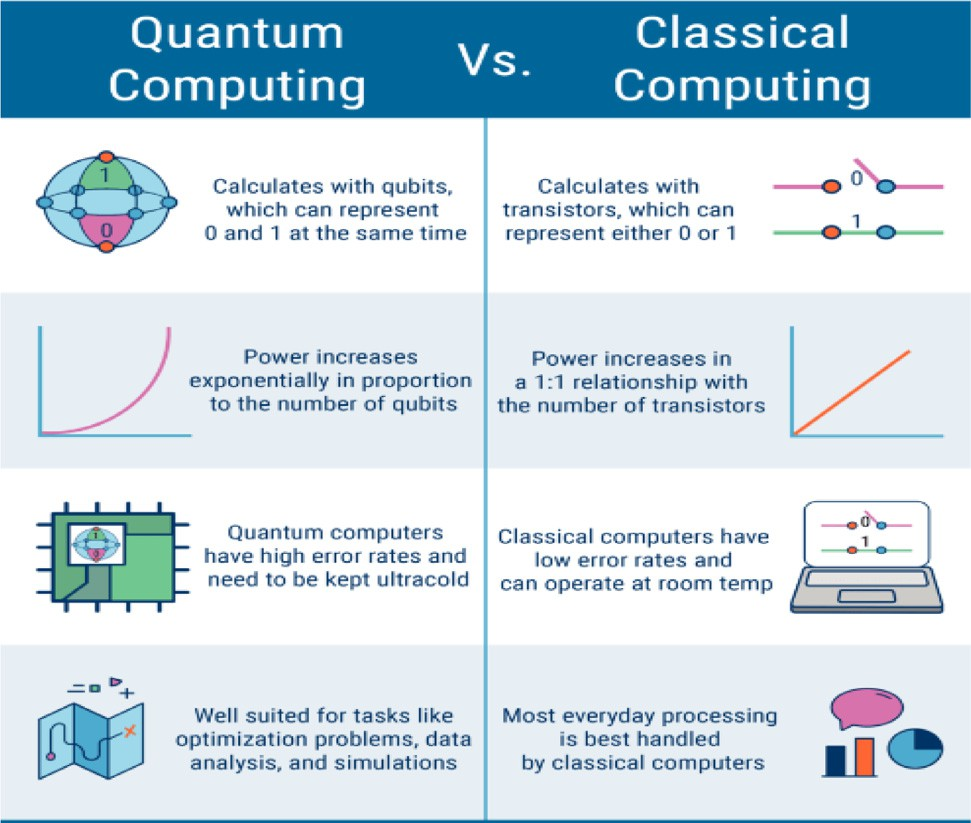 Quantum
Computing
Vs.
Classical
Computing
1
0
Calculates with qubits,
which can represent
0 and 1 at the same time
Calculates with
transistors, which can
represent either 0 or 1
0
1
Power increases
exponentially in proportion
to the number of qubits
Power increases in
a 1:1 relationship with
the number of transistors
1
0
Quantum computers
have high error rates and
need to be kept ultracold
Classical computers have
low error rates and
can operate at room temp
0
1
Well suited for tasks like
optimization problems, data
analysis, and simulations
Most everyday processing
is best handled
by classical computers